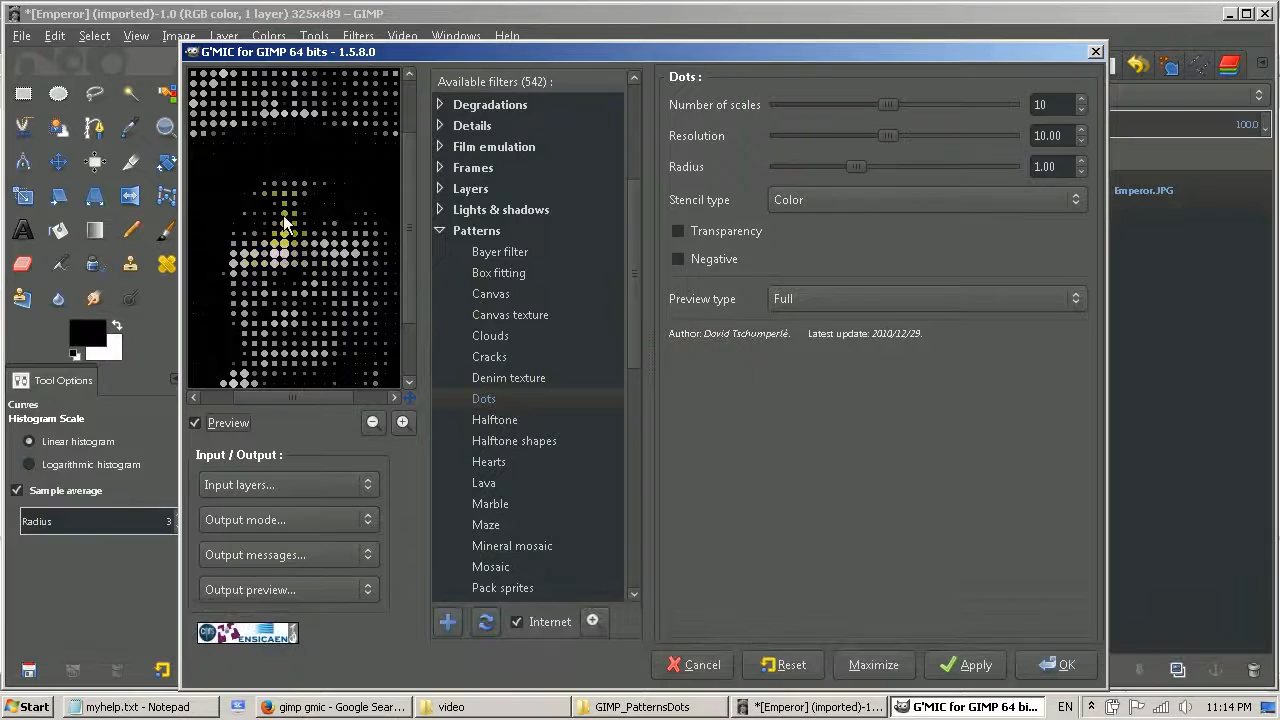 *[Emperor] (imported)-1.0 (RGB color, 1 layer) 325x489 – GIMP
File Edit Select View Image Layer Colors Tools Filters Video Windows Help
G'MIC for GIMP 64 bits - 1.5.8.0
Available filters (542) :
Degradations
Details
Film emulation
Frames
Layers
Lights & shadows
Patterns
Bayer filter
Box fitting
Canvas
Canvas texture
Clouds
Cracks
Denim texture
Dots
Halftone
Halftone shapes
Hearts
Lava
Marble
Maze
Mineral mosaic
Mosaic
Pack sprites
Internet
Dots :
Number of scales 10
Resolution 10.00
Radius 1.00
Stencil type Color
Transparency
Negative
Preview type Full
Author: David Tschumperlé. Latest update: 2010/12/29.
Cancel Reset Maximize Apply OK
Preview
Input / Output :
Input layers...
Output mode...
Output messages...
Output preview...
ENSICAEN
Tool Options
Curves
Histogram Scale
Linear histogram
Logarithmic histogram
Sample average
Radius 3
100.0
Emperor.JPG
Start myhelp.txt - Notepad gimp gmic - Google Sear... video GIMP_PatternsDots *[Emperor] (imported)-1.0... G'MIC for GIMP 64 bi... EN 11:14 PM